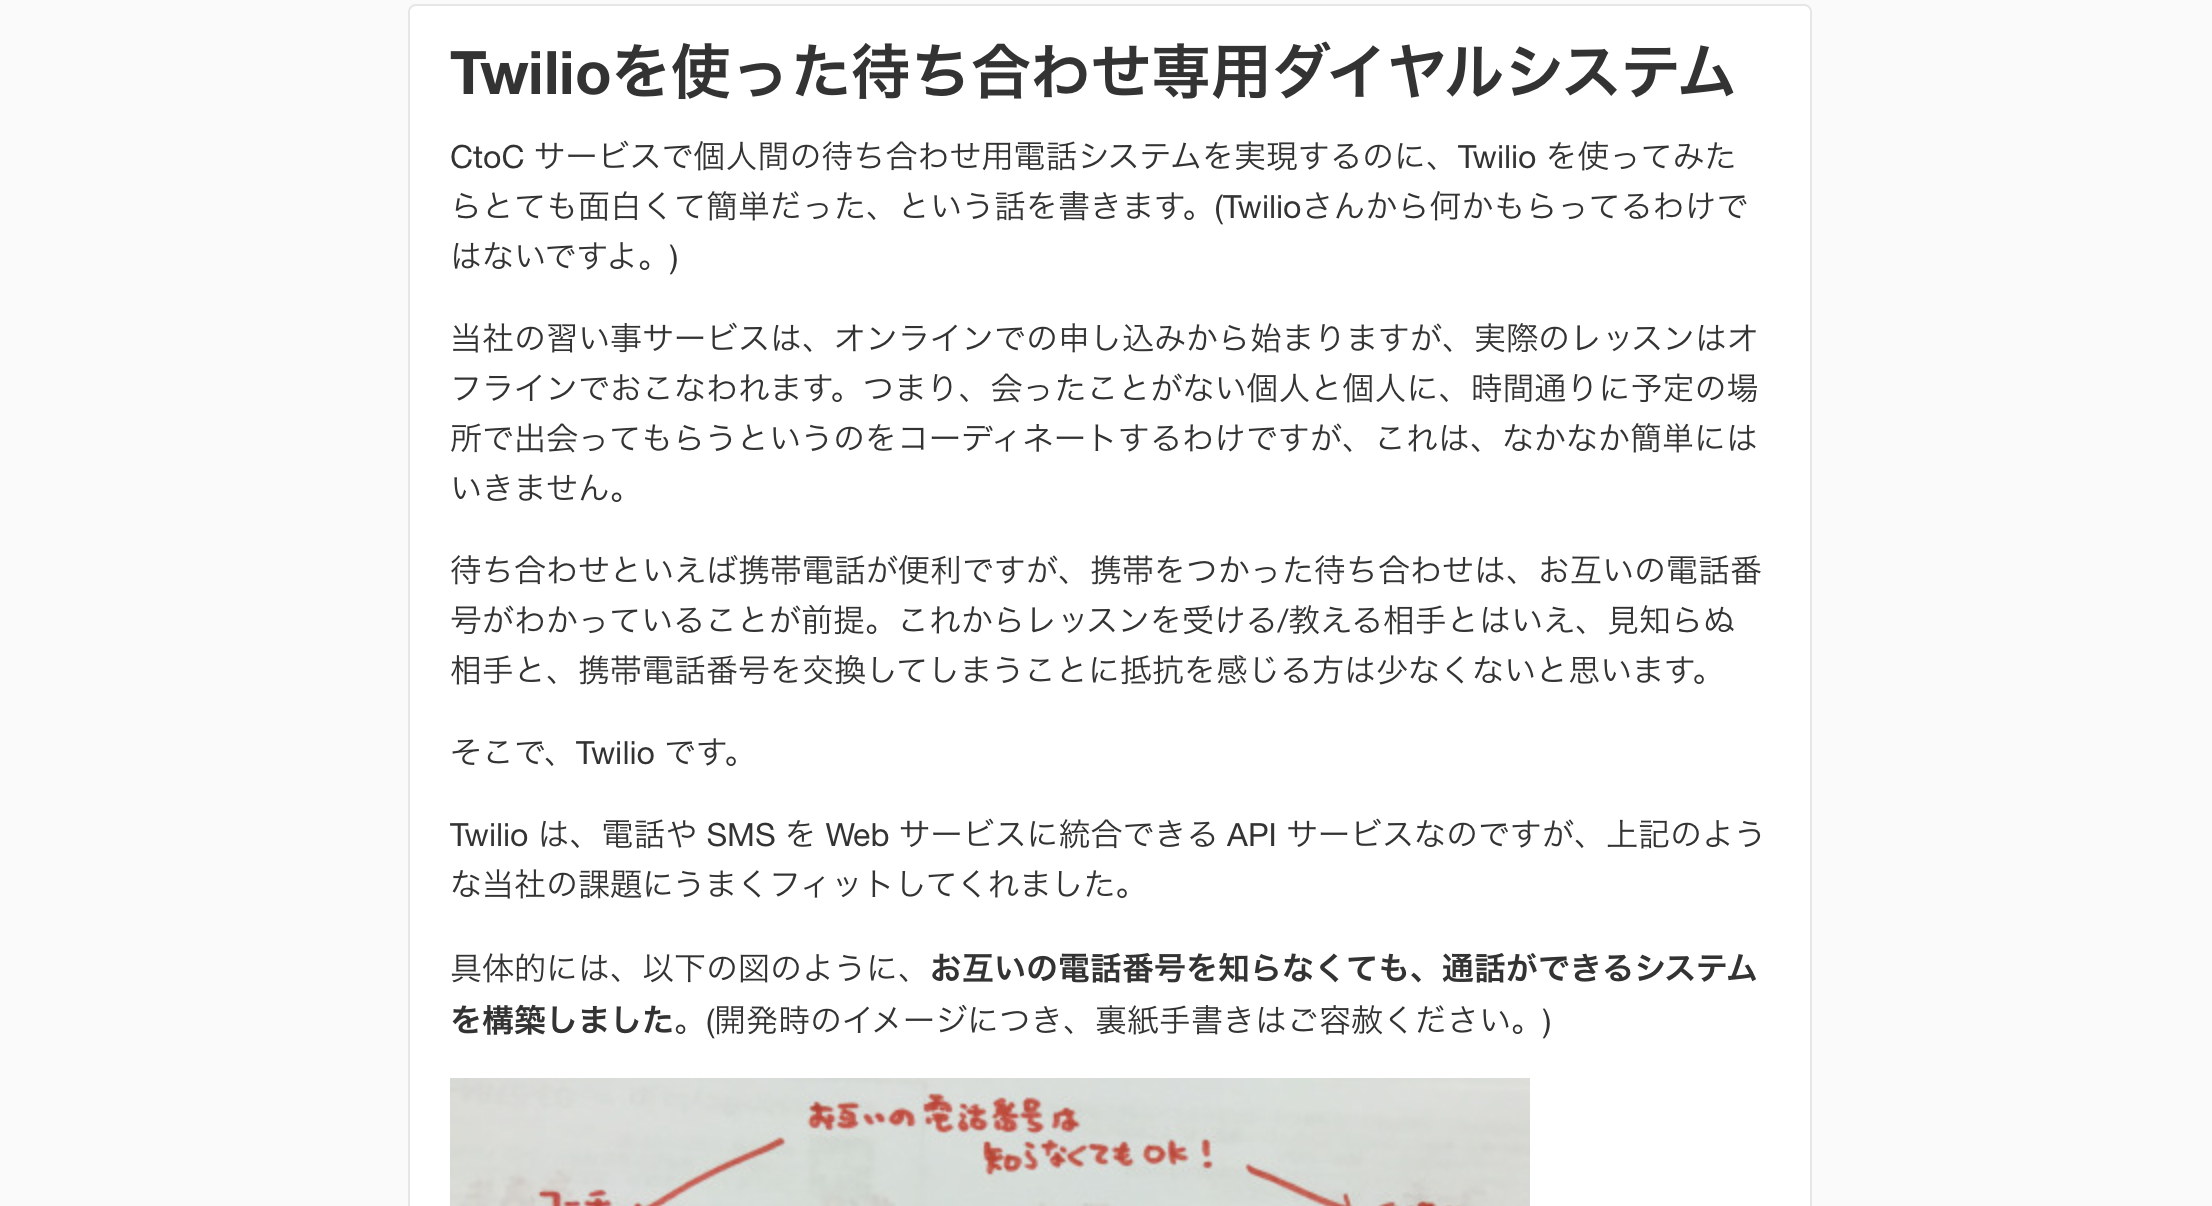 Twilioを使った待ち合わせ専用ダイヤルシステム
CtoC サービスで個人間の待ち合わせ用電話システムを実現するのに、Twilio を使ってみた
らとても面白くて簡単だった、という話を書きます。(Twilioさんから何かもらってるわけで
はないですよ。)
当社の習い事サービスは、オンラインでの申し込みから始まりますが、実際のレッスンはオ
フラインでおこなわれます。つまり、会ったことがない個人と個人に、時間通りに予定の場
所で出会ってもらうというのをコーディネートするわけですが、これは、なかなか簡単には
いきません。
待ち合わせといえば携帯電話が便利ですが、携帯をつかった待ち合わせは、お互いの電話番
号がわかっていることが前提。これからレッスンを受ける/教える相手とはいえ、見知らぬ
相手と、携帯電話番号を交換してしまうことに抵抗を感じる方は少なくないと思います。
そこで、Twilio です。
Twilio は、電話や SMS を Web サービスに統合できる API サービスなのですが、上記のよう
な当社の課題にうまくフィットしてくれました。
具体的には、以下の図のように、お互いの電話番号を知らなくても、通話ができるシステム
を構築しました。(開発時のイメージにつき、裏紙手書きはご容赦ください。)
お互いの電話番号は
知らなくてもOK!